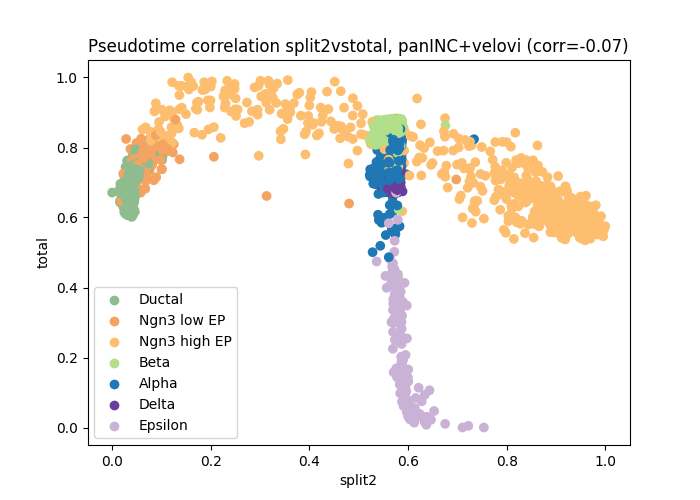 Pseudotime correlation split2vstotal, panINC+velovi (corr=-0.07)
1.0
0.8
0.6
0.4
0.2
0.0
total
Ductal
Ngn3 low EP
Ngn3 high EP
Beta
Alpha
Delta
Epsilon
0.0 0.2 0.4 0.6 0.8 1.0
split2